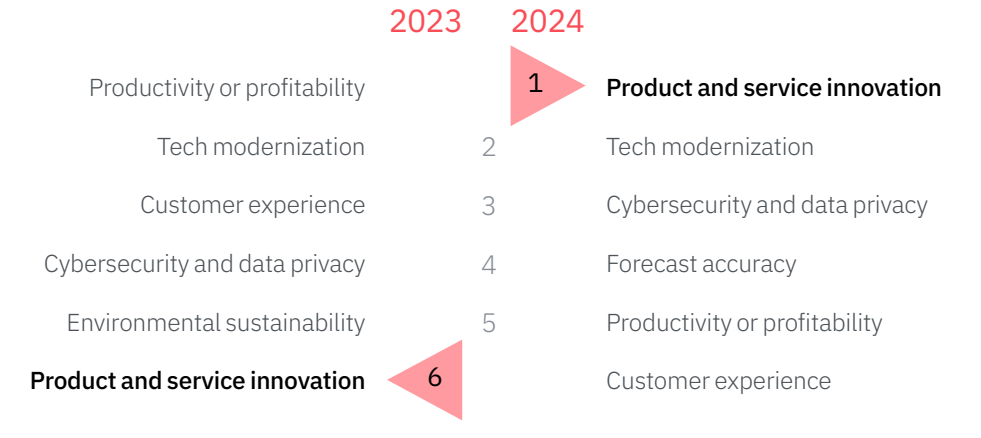 2023 2024
Productivity or profitability 1 Product and service innovation
Tech modernization 2 Tech modernization
Customer experience 3 Cybersecurity and data privacy
Cybersecurity and data privacy 4 Forecast accuracy
Environmental sustainability 5 Productivity or profitability
Product and service innovation 6 Customer experience